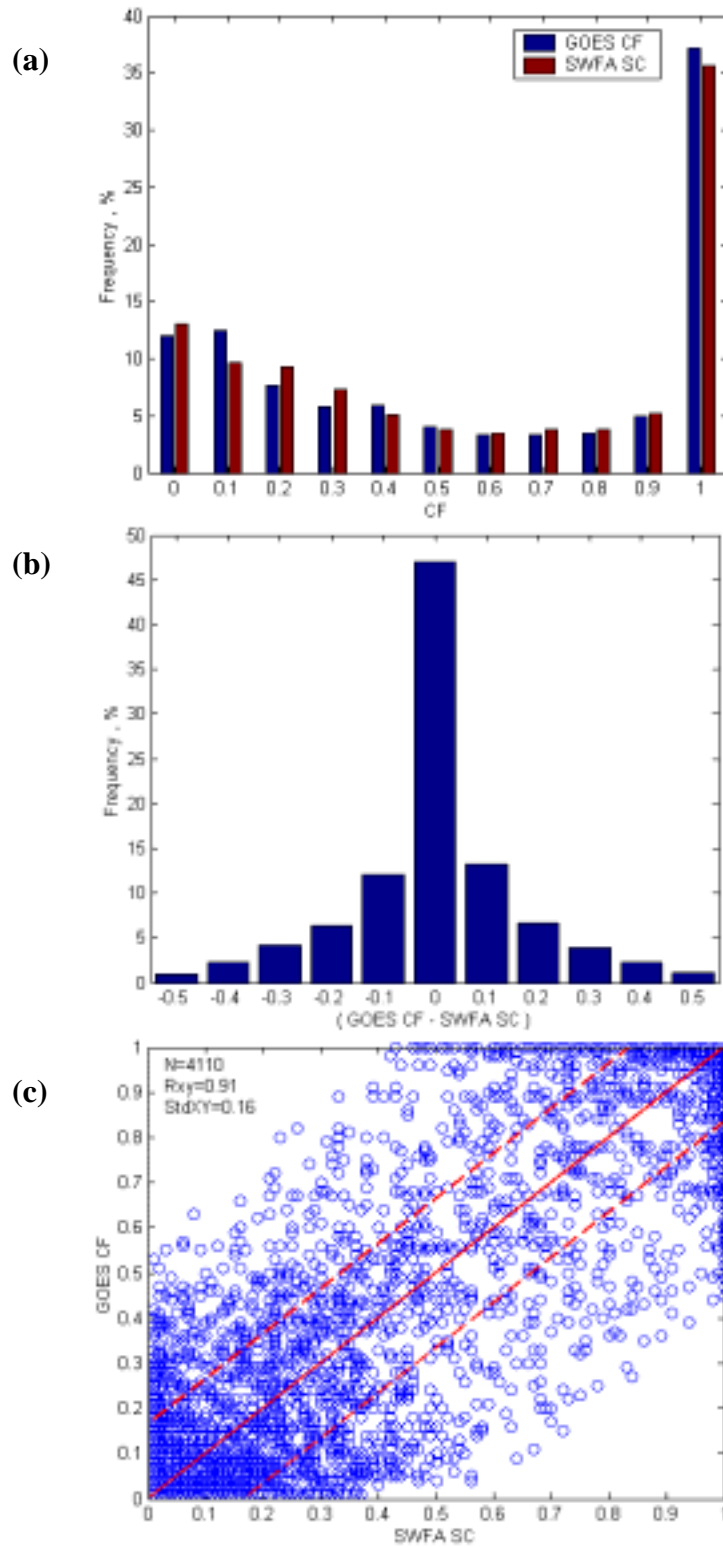 (a)
40
35
30
25
20
15
10
5
0
Frequency , %
GOES CF
SWFA SC
0 0.1 0.2 0.3 0.4 0.5 0.6 0.7 0.8 0.9 1
CF
(b)
50
45
40
35
30
25
20
15
10
5
0
Frequency , %
-0.5 -0.4 -0.3 -0.2 -0.1 0 0.1 0.2 0.3 0.4 0.5
( GOES CF - SWFA SC )
(c)
1
0.9
0.8
0.7
0.6
0.5
0.4
0.3
0.2
0.1
0
GOES CF
N=4110
Rxy=0.91
StdXY=0.16
0 0.1 0.2 0.3 0.4 0.5 0.6 0.7 0.8 0.9 1
SWFA SC